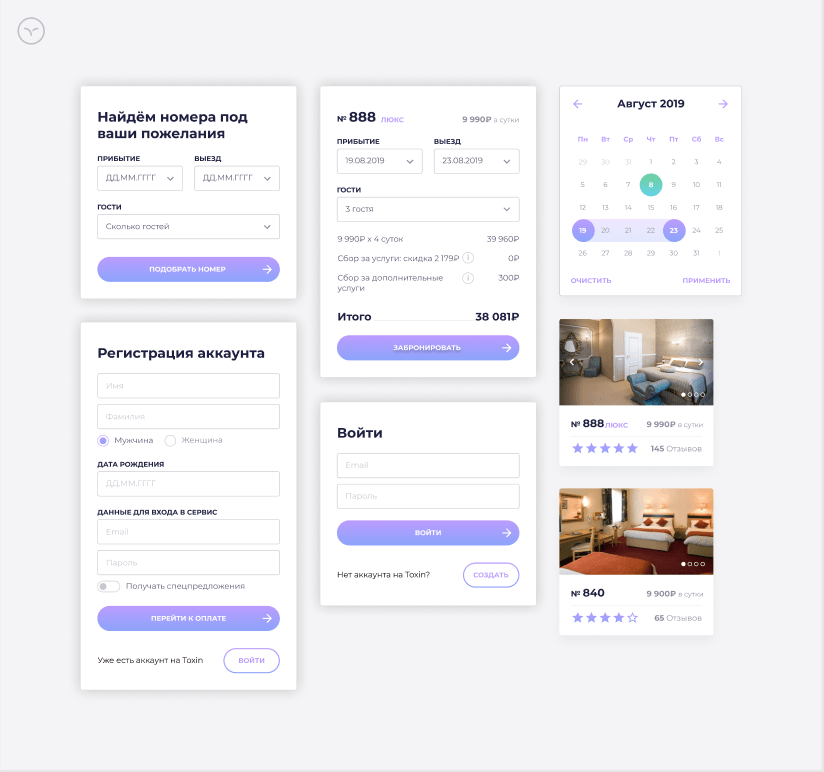 Найдём номера под
ваши пожелания
ПРИБЫТИЕ ВЫЕЗД
ДД.ММ.ГГГГ ДД.ММ.ГГГГ
ГОСТИ
Сколько гостей
ПОДОБРАТЬ НОМЕР
Регистрация аккаунта
Имя
Фамилия
Мужчина Женщина
ДАТА РОЖДЕНИЯ
ДД.ММ.ГГГГ
ДАННЫЕ ДЛЯ ВХОДА В СЕРВИС
Email
Пароль
Получать спецпредложения
ПЕРЕЙТИ К ОПЛАТЕ
Уже есть аккаунт на Toxin ВОЙТИ
№ 888 ЛЮКС 9 990₽ в сутки
ПРИБЫТИЕ ВЫЕЗД
19.08.2019 23.08.2019
ГОСТИ
3 гостя
9 990₽ х 4 суток 39 960₽
Сбор за услуги: скидка 2 179₽ i 0₽
Сбор за дополнительные i 300₽
услуги
Итого 38 081₽
ЗАБРОНИРОВАТЬ
Войти
Email
Пароль
ВОЙТИ
Нет аккаунта на Toxin? СОЗДАТЬ
Август 2019
Пн Вт Ср Чт Пт Сб Вс
29 30 31 1 2 3 4
5 6 7 8 9 10 11
12 13 14 15 16 17 18
19 20 21 22 23 24 25
26 27 28 29 30 31 1
ОЧИСТИТЬ ПРИМЕНИТЬ
№ 888 ЛЮКС 9 990₽ в сутки
145 Отзывов
№ 840 9 900₽ в сутки
65 Отзывов